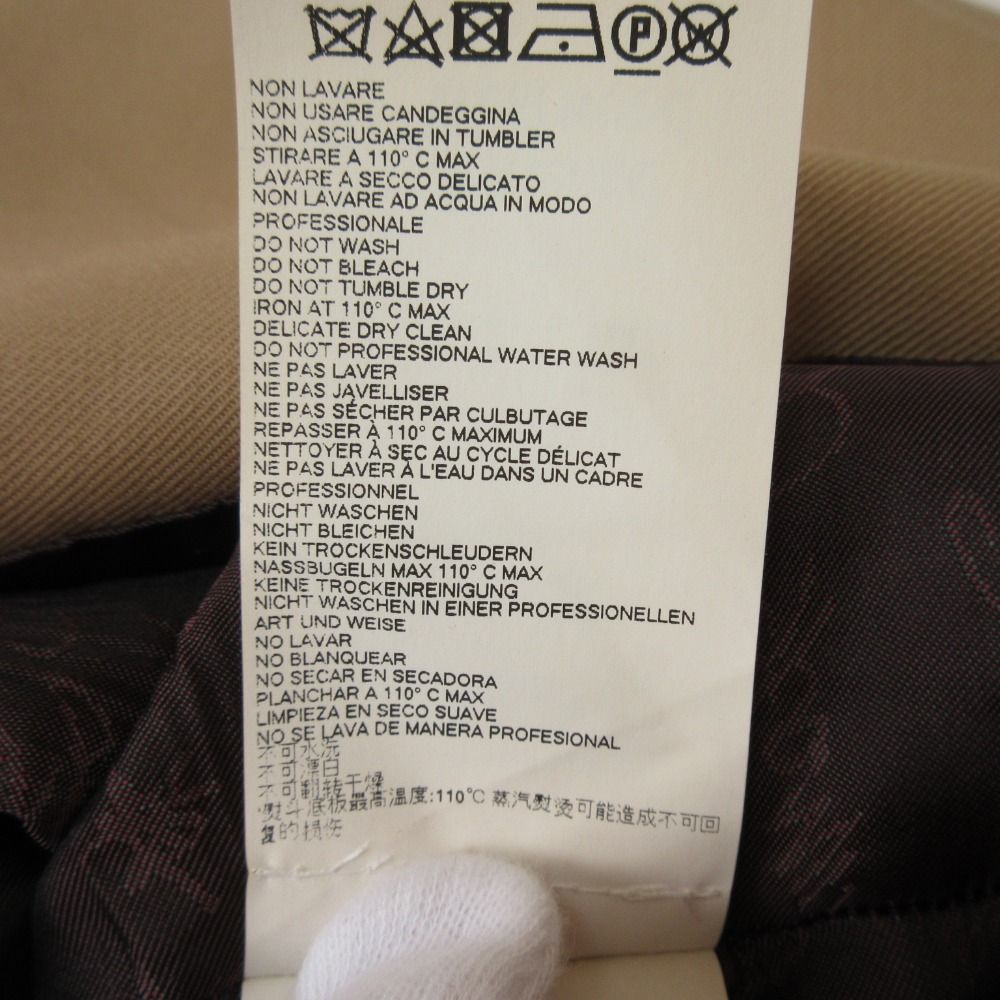 P
W
NON LAVARE
NON USARE CANDEGGINA
NON ASCIUGARE IN TUMBLER
STIRARE A 110° C MAX
LAVARE A SECCO DELICATO
NON LAVARE AD ACQUA IN MODO
PROFESSIONALE
DO NOT WASH
DO NOT BLEACH
DO NOT TUMBLE DRY
IRON AT 110° C MAX
DELICATE DRY CLEAN
DO NOT PROFESSIONAL WATER WASH
NE PAS LAVER
NE PAS JAVELLISER
NE PAS SÉCHER PAR CULBUTAGE
REPASSER À 110° C MAXIMUM
NETTOYER À SEC AU CYCLE DÉLICAT
NE PAS LAVER À L'EAU DANS UN CADRE
PROFESSIONNEL
NICHT WASCHEN
NICHT BLEICHEN
KEIN TROCKENSCHLEUDERN
NASSBUGELN MAX 110° C MAX
KEINE TROCKENREINIGUNG
NICHT WASCHEN IN EINER PROFESSIONELLEN
ART UND WEISE
NO LAVAR
NO BLANQUEAR
NO SECAR EN SECADORA
PLANCHAR A 110° C MAX
LIMPIEZA EN SECO SUAVE
NO SE LAVA DE MANERA PROFESIONAL
不可水洗
不可漂白
不可翻转干燥
熨斗底板最高温度:110°C 蒸汽熨烫可能造成不可回
复的损伤